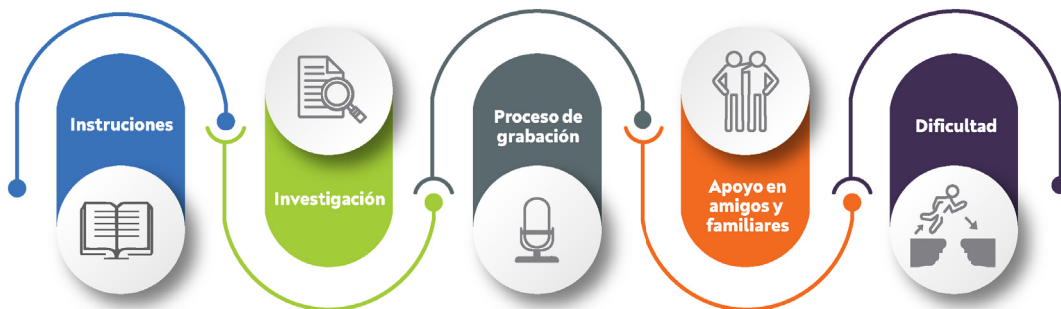 Instruciones
Investigación
Proceso de
grabación
Apoyo en
amigos y
familiares
Dificultad